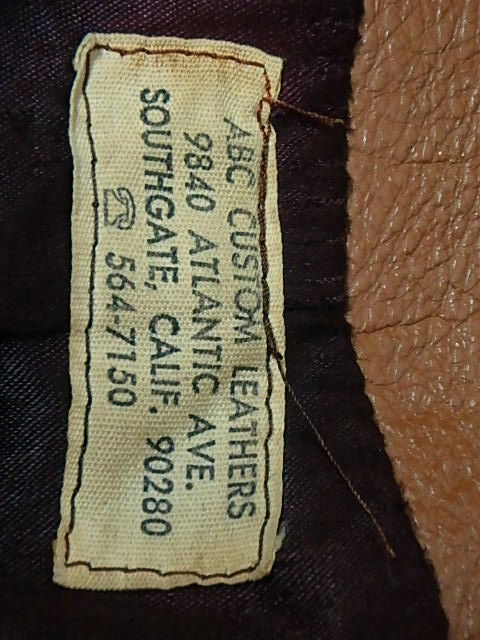 ABC CUSTOM LEATHERS
9840 ATLANTIC AVE.
SOUTHGATE, CALIF. 90280
☎ 564-7150